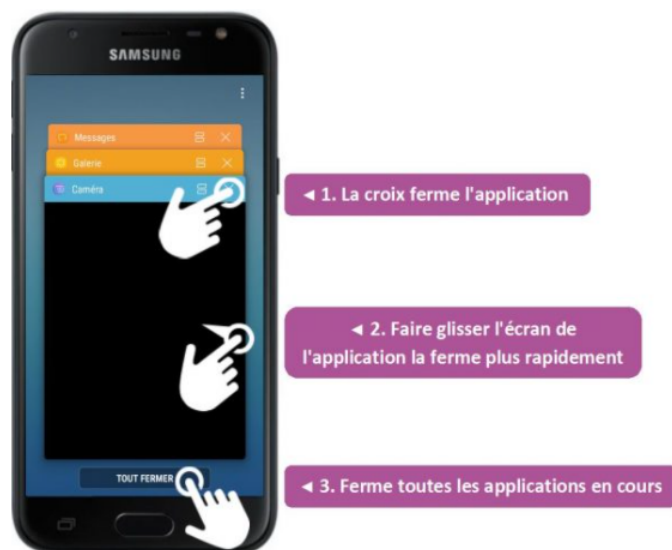 SAMSUNG
Messages
Galerie
Caméra
◄ 1. La croix ferme l'application
◄ 2. Faire glisser l'écran de
l'application la ferme plus rapidement
TOUT FERMER
◄ 3. Ferme toutes les applications en cours